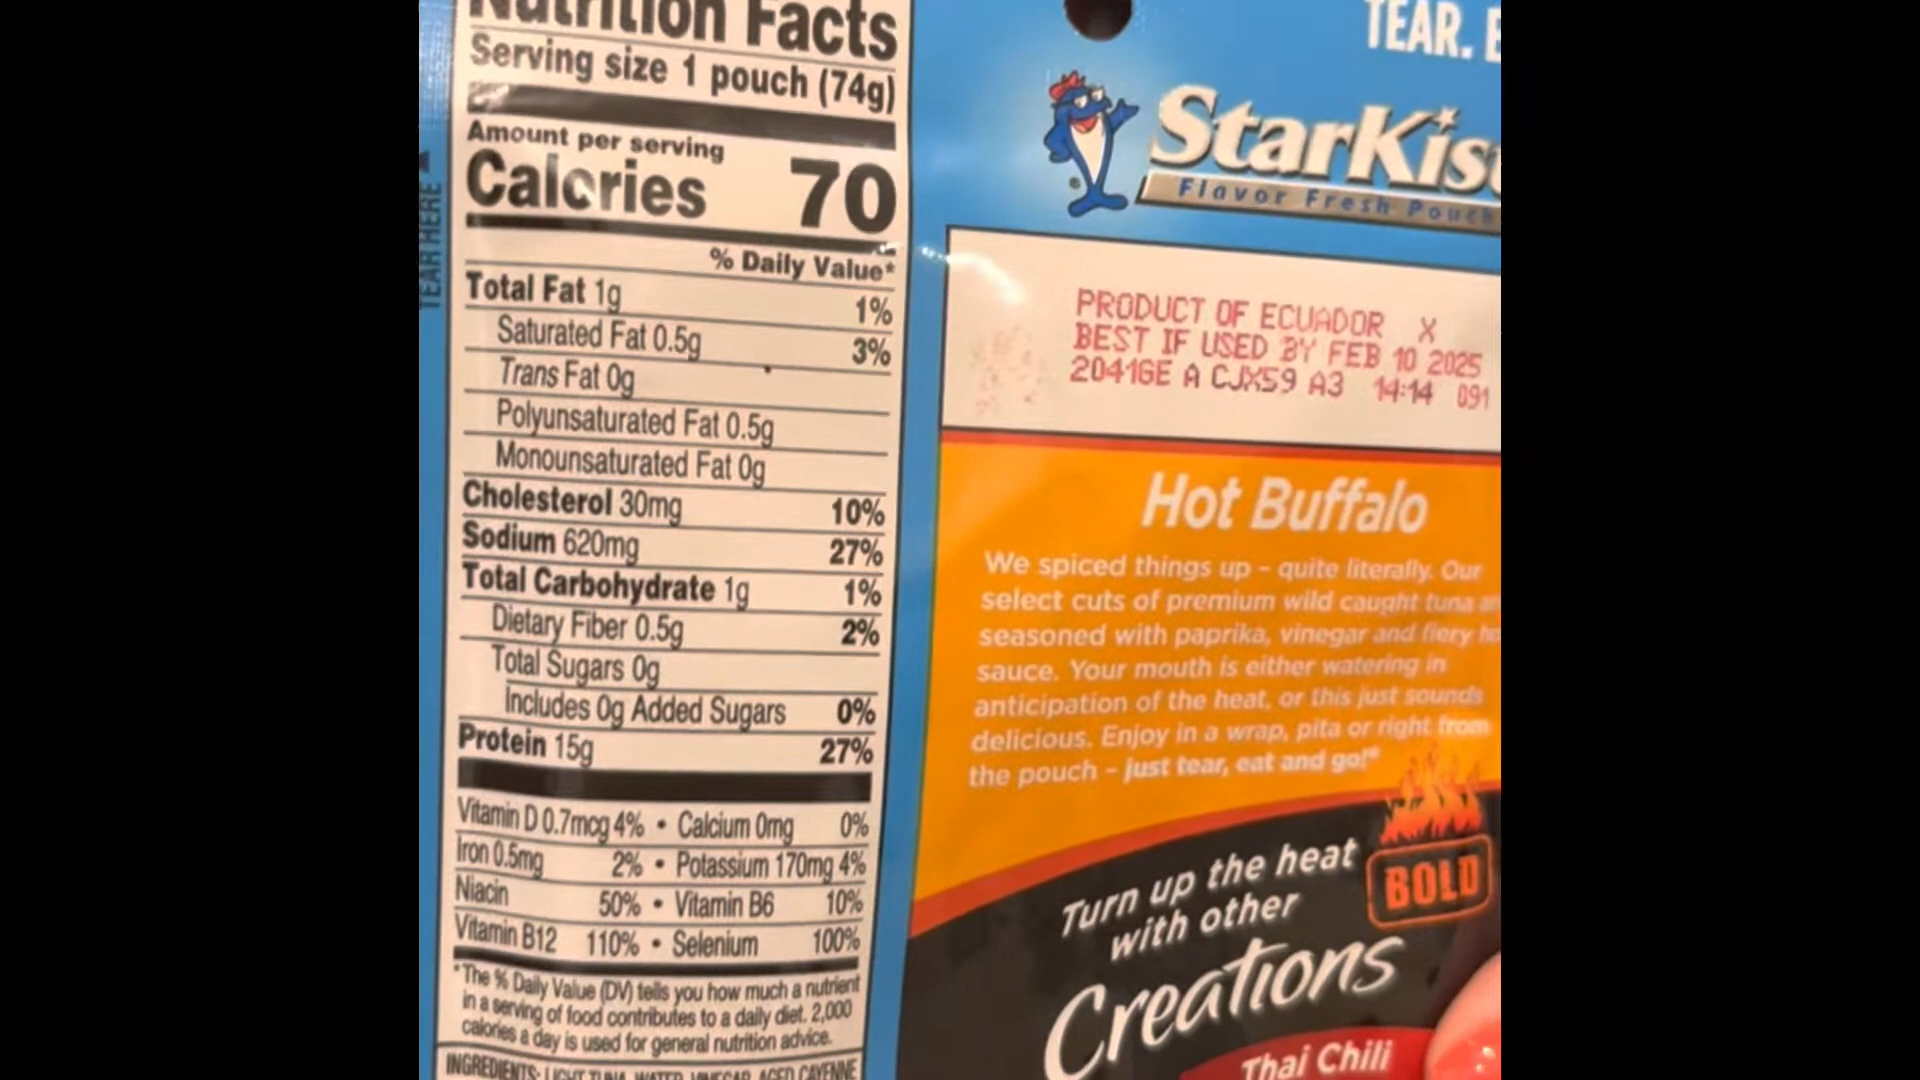 Nutrition Facts
Serving size 1 pouch (74g)
Amount per serving
Calories 70
% Daily Value*
Total Fat 1g 1%
Saturated Fat 0.5g 3%
Trans Fat 0g
Polyunsaturated Fat 0.5g
Monounsaturated Fat 0g
Cholesterol 30mg 10%
Sodium 620mg 27%
Total Carbohydrate 1g 1%
Dietary Fiber 0.5g 2%
Total Sugars 0g
Includes 0g Added Sugars 0%
Protein 15g 27%
Vitamin D 0.7mcg 4% • Calcium 0mg 0%
Iron 0.5mg 2% • Potassium 170mg 4%
Niacin 50% • Vitamin B6 10%
Vitamin B12 110% • Selenium 100%
*The % Daily Value (DV) tells you how much a nutrient
in a serving of food contributes to a daily diet. 2,000
calories a day is used for general nutrition advice.
INGREDIENTS: LIGHT TUNA, WATER, VINEGAR, AGED CAYENNE
TEAR HERE
TEAR. E
StarKis
Flavor Fresh Pouch
PRODUCT OF ECUADOR X
BEST IF USED BY FEB 10 2025
2041GE A CJX59 A3 14:14 091
Hot Buffalo
We spiced things up - quite literally. Our
select cuts of premium wild caught tuna a
seasoned with paprika, vinegar and fiery h
sauce. Your mouth is either watering in
anticipation of the heat, or this just sounds
delicious. Enjoy in a wrap, pita or right from
the pouch - just tear, eat and go!®
Turn up the heat
with other
BOLD
Creations
Thai Chili